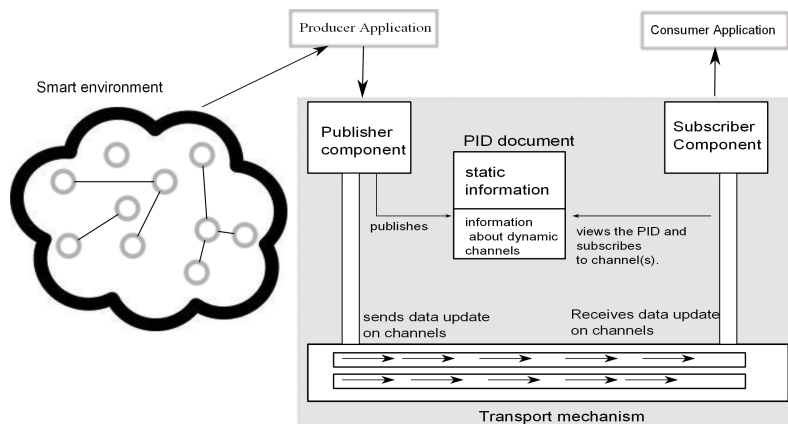 Producer Application
Consumer Application
Smart environment
Publisher
component
PID document
Subscriber
Component
static
information
publishes
information
about dynamic
channels
views the PID and
subscribes
to channel(s).
sends data update
on channels
Receives data update
on channels
Transport mechanism